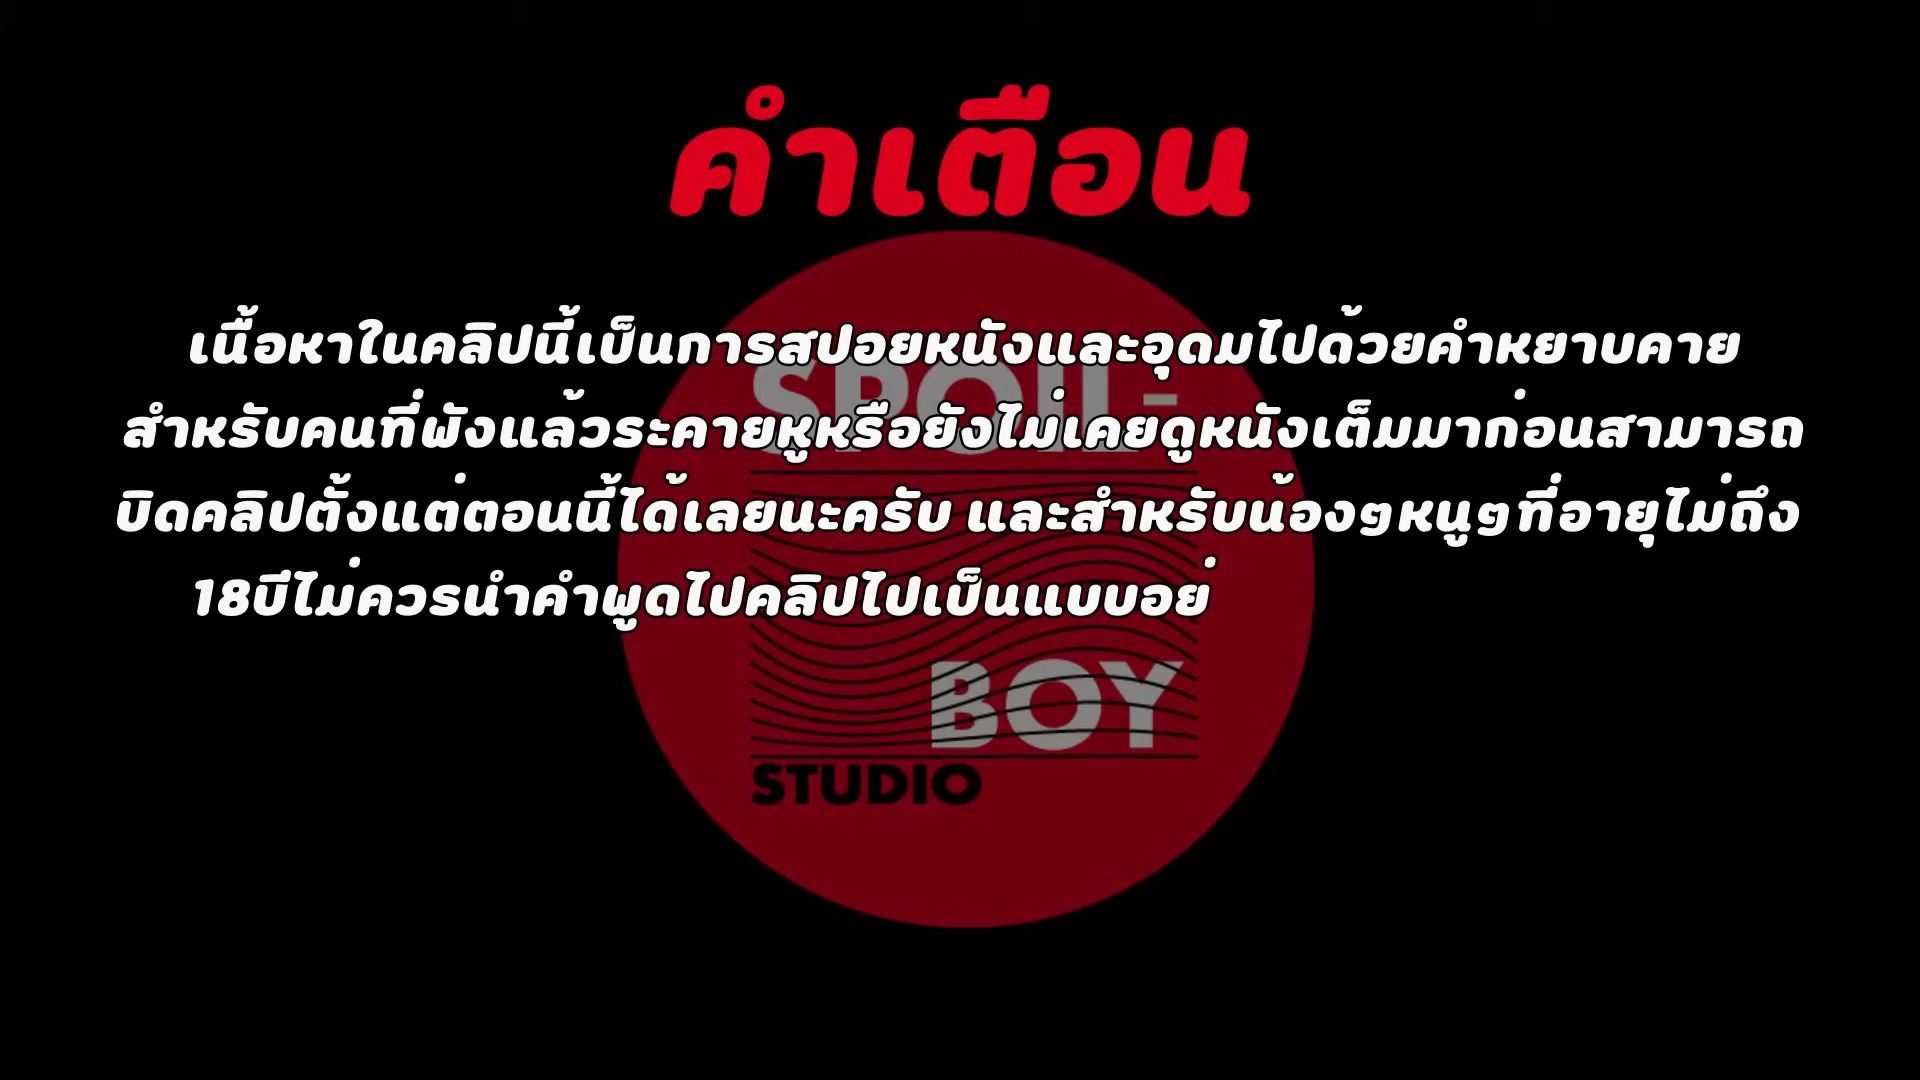 คำเตือน
เนื้อหาในคลิปนี้เป็นการสปอยหนังและอุดมไปด้วยคำหยาบคาย
สำหรับคนที่ฟังแล้วระคายหูหรือยังไม่เคยดูหนังเต็มมาก่อนสามารถ
ปิดคลิปตั้งแต่ตอนนี้ได้เลยนะครับ และสำหรับน้องๆหนูๆที่อายุไม่ถึง
18ปีไม่ควรนำคำพูดไปคลิปไปเป็นแบบอย่
SPOIL-
BOY
STUDIO